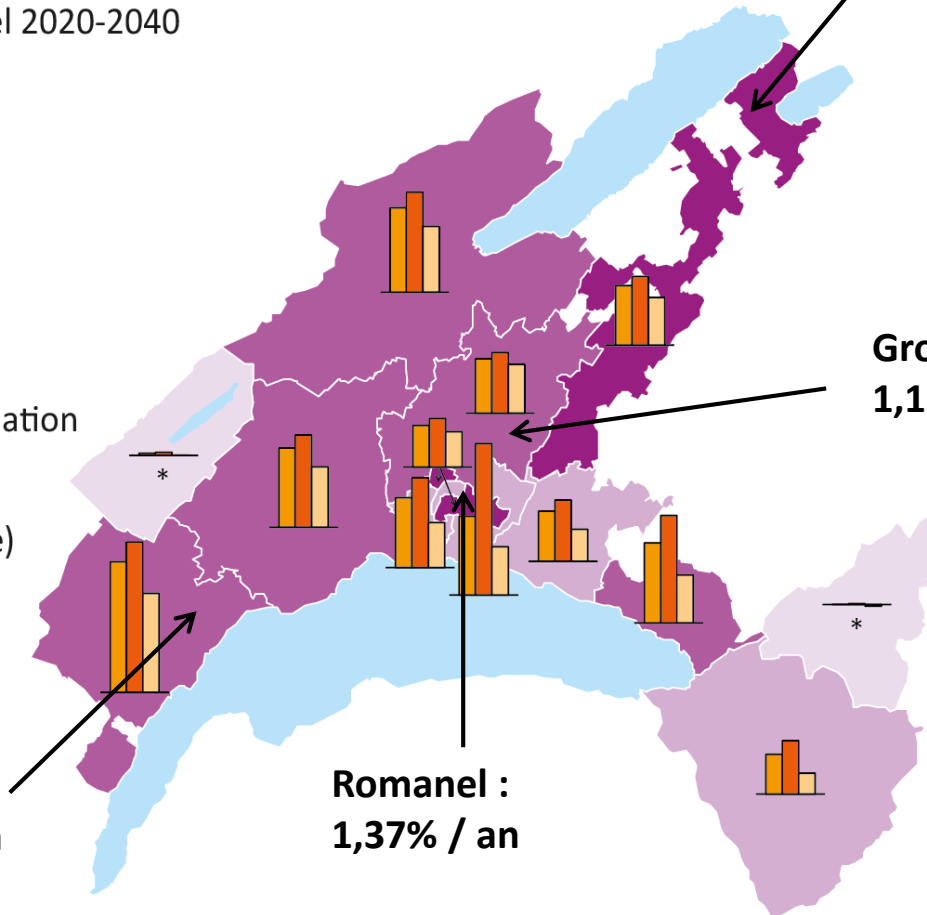 el 2020-2040
Gro
1,1
ation
*
e)
*
Romanel :
1,37% / an